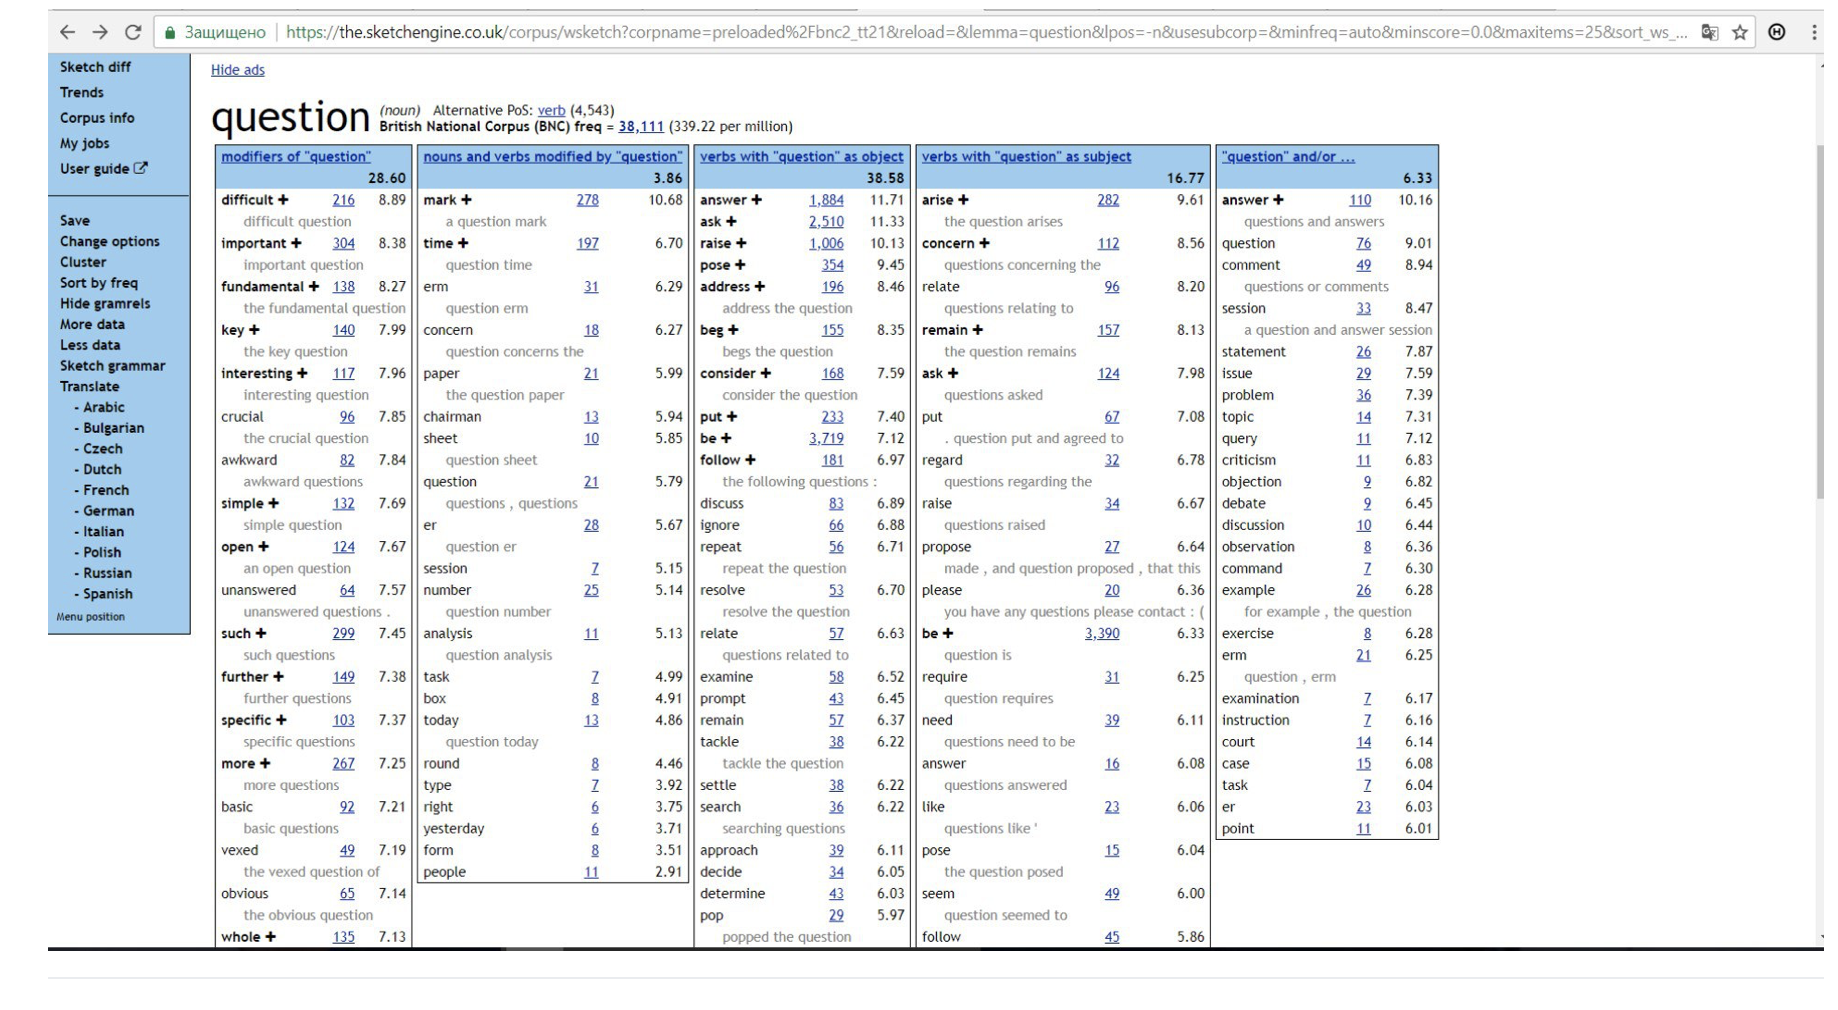 Защищено | https://the.sketchengine.co.uk/corpus/wsketch?corpname=preloaded%2Fbnc2_tt21&reload=&lemma=question&lpos=-n&usesubcorp=&minfreq=auto&minscore=0.0&maxitems=25&sort_ws_...
Sketch diff
Trends
Corpus info
My jobs
User guide
Save
Change options
Cluster
Sort by freq
Hide gramrels
More data
Less data
Sketch grammar
Translate
- Arabic
- Bulgarian
- Czech
- Dutch
- French
- German
- Italian
- Polish
- Russian
- Spanish
Menu position
Hide ads
question (noun) Alternative PoS: verb (4,543)
British National Corpus (BNC) freq = 38,111 (339.22 per million)
modifiers of "question"
28.60
difficult + 216 8.89
difficult question
important + 304 8.38
important question
fundamental + 138 8.27
the fundamental question
key + 140 7.99
the key question
interesting + 117 7.96
interesting question
crucial 96 7.85
the crucial question
awkward 82 7.84
awkward questions
simple + 132 7.69
simple question
open + 124 7.67
an open question
unanswered 64 7.57
unanswered questions .
such + 299 7.45
such questions
further + 149 7.38
further questions
specific + 103 7.37
specific questions
more + 267 7.25
more questions
basic 92 7.21
basic questions
vexed 49 7.19
the vexed question of
obvious 65 7.14
the obvious question
whole + 135 7.13
nouns and verbs modified by "question"
3.86
mark + 278 10.68
a question mark
time + 197 6.70
question time
erm 31 6.29
question erm
concern 18 6.27
question concerns the
paper 21 5.99
the question paper
chairman 13 5.94
sheet 10 5.85
question sheet
question 21 5.79
questions , questions
er 28 5.67
question er
session 7 5.15
number 25 5.14
question number
analysis 11 5.13
question analysis
task 7 4.99
box 8 4.91
today 13 4.86
question today
round 8 4.46
type 7 3.92
right 6 3.75
yesterday 6 3.71
form 8 3.51
people 11 2.91
verbs with "question" as object
38.58
answer + 1,884 11.71
ask + 2,510 11.33
raise + 1,006 10.13
pose + 354 9.45
address + 196 8.46
address the question
beg + 155 8.35
begs the question
consider + 168 7.59
consider the question
put + 233 7.40
be + 3,719 7.12
follow + 181 6.97
the following questions :
discuss 83 6.89
ignore 66 6.88
repeat 56 6.71
repeat the question
resolve 53 6.70
resolve the question
relate 57 6.63
questions related to
examine 58 6.52
prompt 43 6.45
remain 57 6.37
tackle 38 6.22
tackle the question
settle 38 6.22
search 36 6.22
searching questions
approach 39 6.11
decide 34 6.05
determine 43 6.03
pop 29 5.97
popped the question
verbs with "question" as subject
16.77
arise + 282 9.61
the question arises
concern + 112 8.56
questions concerning the
relate 96 8.20
questions relating to
remain + 157 8.13
the question remains
ask + 124 7.98
questions asked
put 67 7.08
. question put and agreed to
regard 32 6.78
questions regarding the
raise 34 6.67
questions raised
propose 27 6.64
made , and question proposed , that this
please 20 6.36
you have any questions please contact : (
be + 3,390 6.33
question is
require 31 6.25
question requires
need 39 6.11
questions need to be
answer 16 6.08
questions answered
like 23 6.06
questions like '
pose 15 6.04
the question posed
seem 49 6.00
question seemed to
follow 45 5.86
"question" and/or ...
6.33
answer + 110 10.16
questions and answers
question 76 9.01
comment 49 8.94
questions or comments
session 33 8.47
a question and answer session
statement 26 7.87
issue 29 7.59
problem 36 7.39
topic 14 7.31
query 11 7.12
criticism 11 6.83
objection 9 6.82
debate 9 6.45
discussion 10 6.44
observation 8 6.36
command 7 6.30
example 26 6.28
for example , the question
exercise 8 6.28
erm 21 6.25
question , erm
examination 7 6.17
instruction 7 6.16
court 14 6.14
case 15 6.08
task 7 6.04
er 23 6.03
point 11 6.01